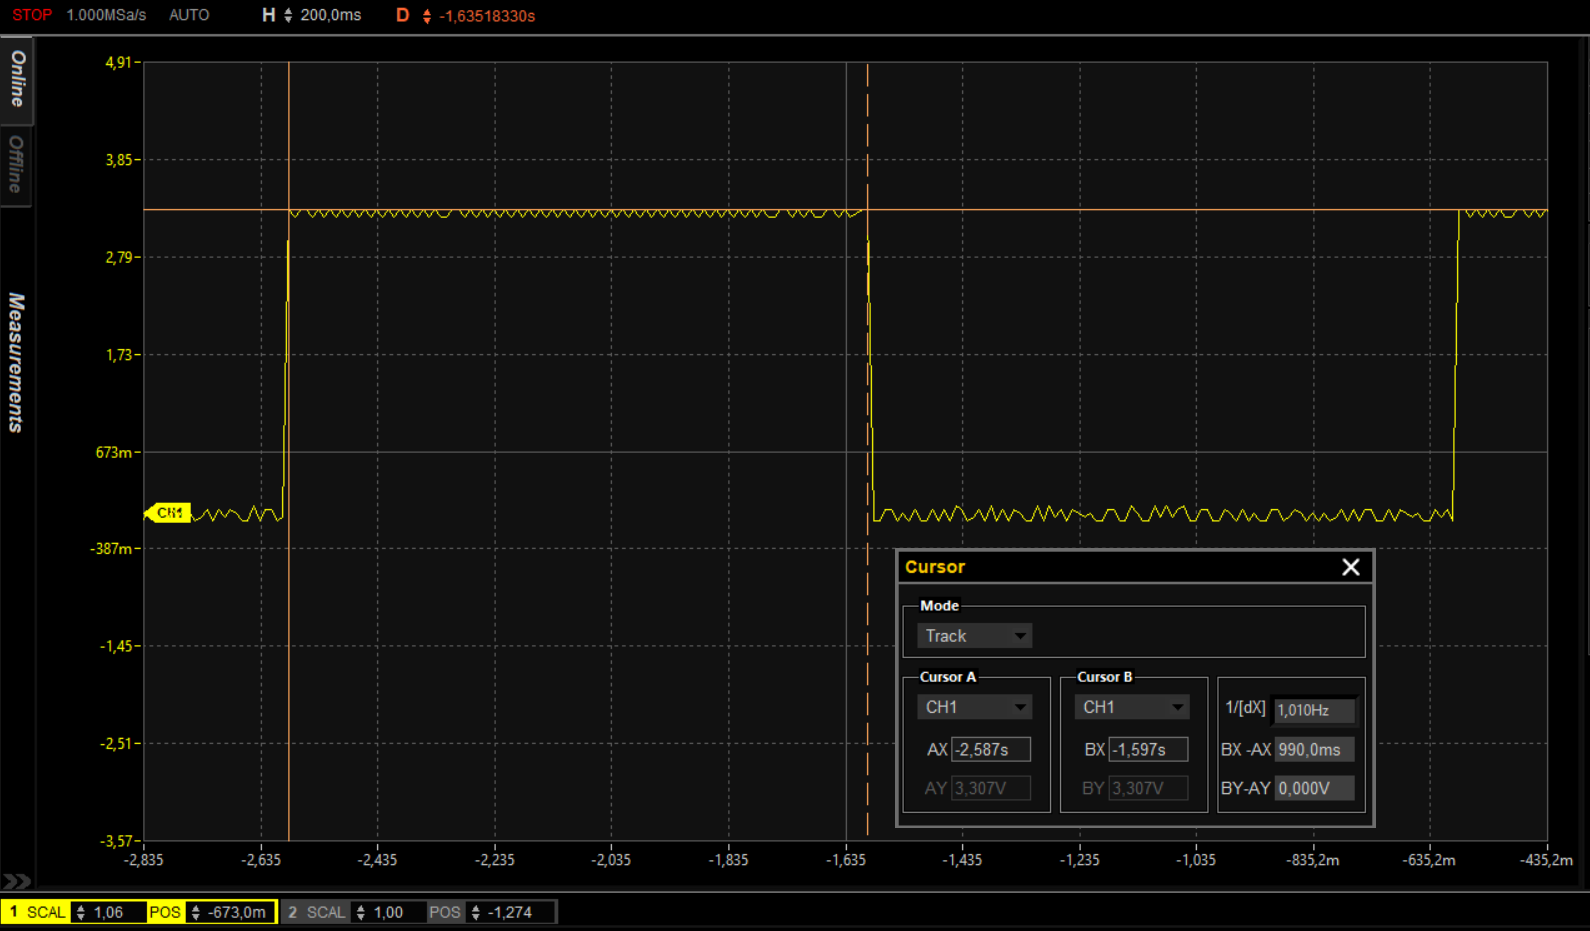 STOP 1.000MSa/s AUTO H 200,0ms D -1,63518330s
Online
Offline
Measurements
4,91
3,85
2,79
1,73
673m
CH1
-387m
-1,45
-2,51
-3,57
-2,835 -2,635 -2,435 -2,235 -2,035 -1,835 -1,635 -1,435 -1,235 -1,035 -835,2m -635,2m -435,2m
Cursor
Mode
Track
Cursor A
CH1
AX -2,587s
AY 3,307V
Cursor B
CH1
BX -1,597s
BY 3,307V
1/[dX] 1,010Hz
BX -AX 990,0ms
BY-AY 0,000V
1 SCAL 1,06 POS -673,0m 2 SCAL 1,00 POS -1,274